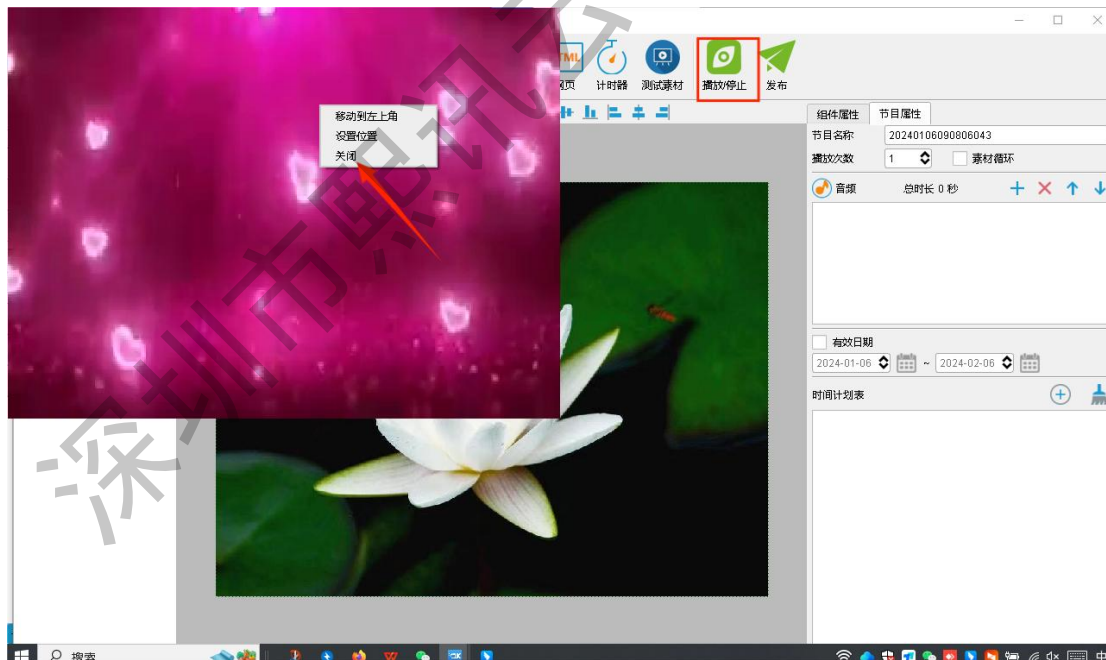 TML
网页 计时器 测试素材 播放/停止 发布
移动到左上角
设置位置
关闭
组件属性 节目属性
节目名称 20240106090806043
播放次数 1 素材循环
音频 总时长 0 秒
有效日期
2024-01-06 ~ 2024-02-06
时间计划表
深圳市熙讯云
搜索
中